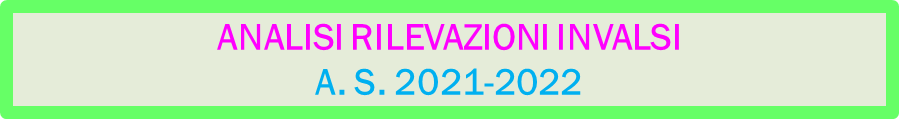 ANALISI RILEVAZIONI INVALSI
A. S. 2021-2022